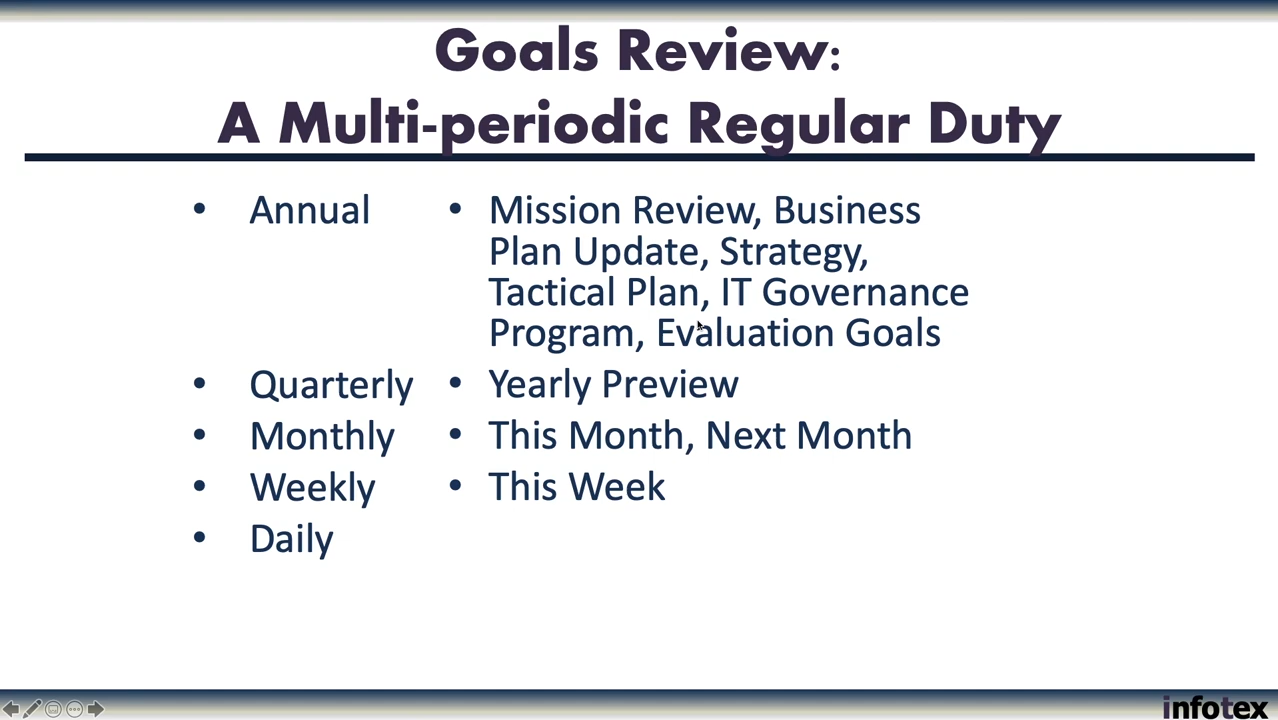 Goals Review:
A Multi-periodic Regular Duty
• Annual
• Mission Review, Business
Plan Update, Strategy,
Tactical Plan, IT Governance
Program, Evaluation Goals
• Quarterly • Yearly Preview
• Monthly • This Month, Next Month
• Weekly • This Week
• Daily
infotex